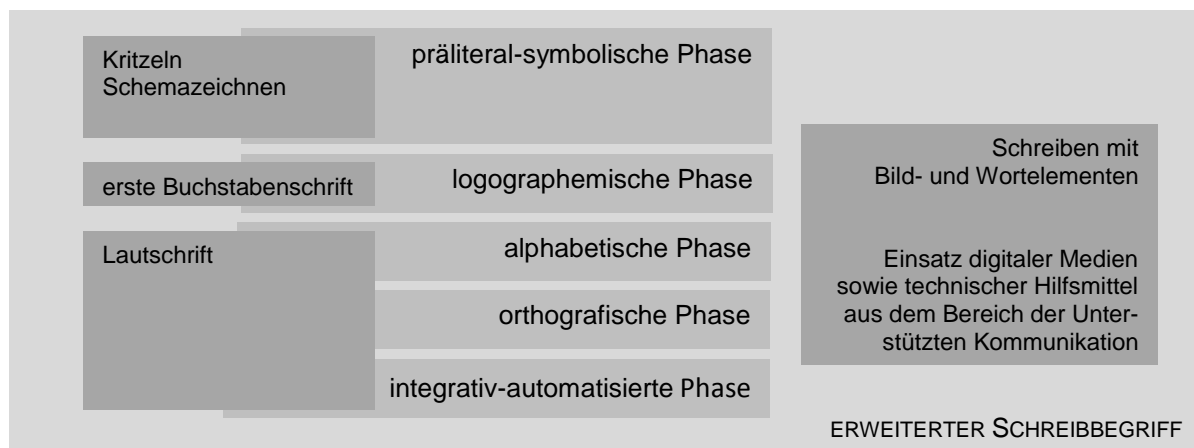 Kritzeln
Schemazeichnen
präliteral-symbolische Phase
erste Buchstabenschrift
logographemische Phase
Lautschrift
alphabetische Phase
orthografische Phase
integrativ-automatisierte Phase
Schreiben mit
Bild- und Wortelementen
Einsatz digitaler Medien
sowie technischer Hilfsmittel
aus dem Bereich der Unter-
stützten Kommunikation
ERWEITERTER SCHREIBBEGRIFF